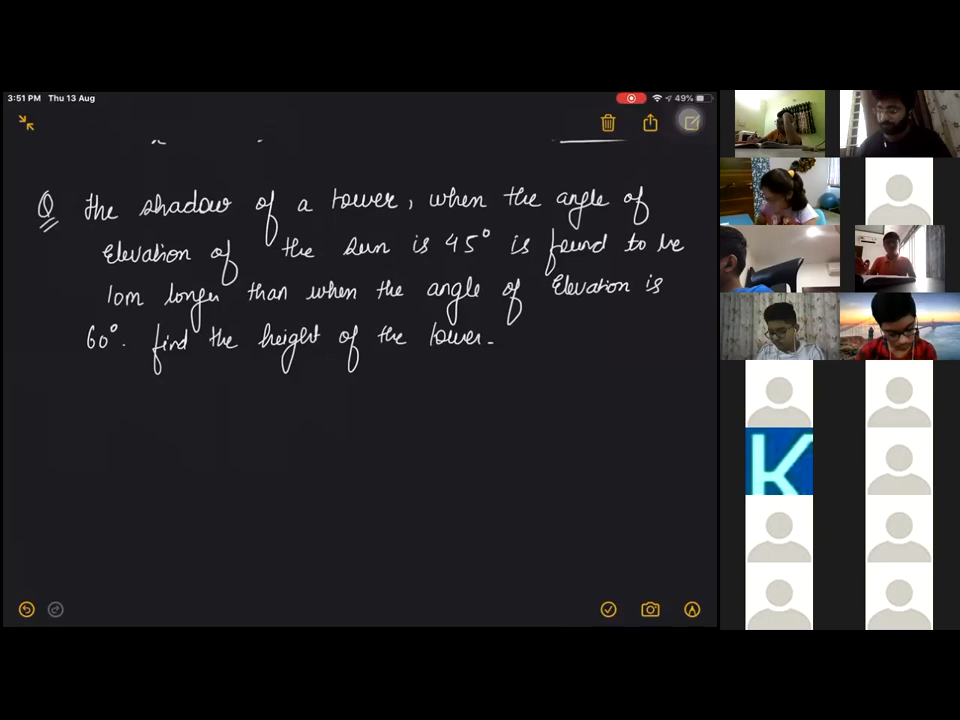 3:51 PM Thu 13 Aug 49%
Q the shadow of a tower, when the angle of
Elevation of the sun is 45° is found to be
10m longer than when the angle of Elevation is
60°. find the height of the tower.
K